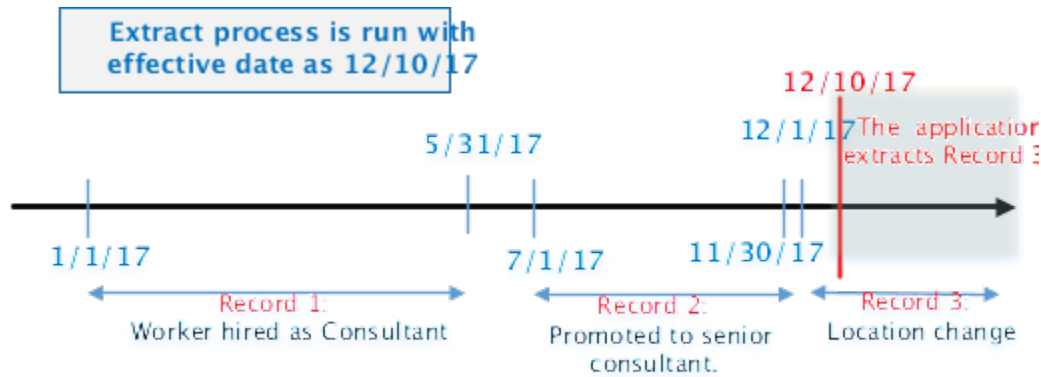 Extract process is run with
effective date as 12/10/17
12/10/17
12/1/17
The application
extracts Record 3
5/31/17
1/1/17
7/1/17
11/30/17
Record 1:
Worker hired as Consultant
Record 2:
Promoted to senior
consultant.
Record 3:
Location change